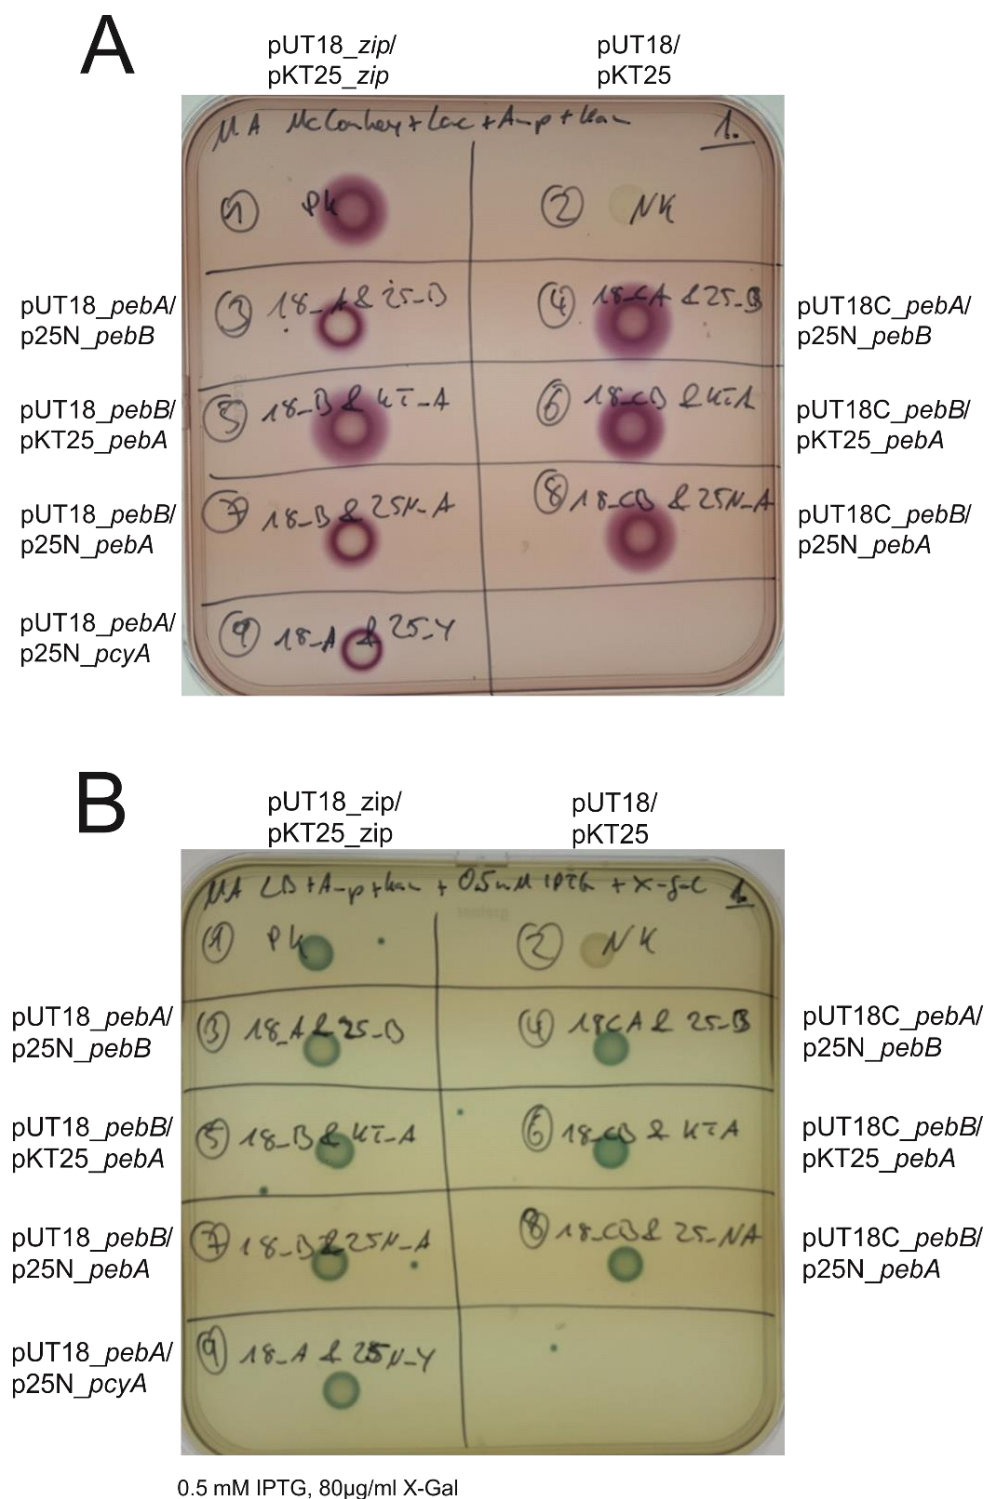 A
pUT18_zip/
pKT25_zip
pUT18/
pKT25
MA McConkey + Lac + Amp + Kan 1.
① PK
② NK
pUT18_pebA/
p25N_pebB
③ 18_A & 25_B
④ 18_CA & 25_B
pUT18C_pebA/
p25N_pebB
pUT18_pebB/
pKT25_pebA
⑤ 18_B & KT_A
⑥ 18_CB & KTA
pUT18C_pebB/
pKT25_pebA
pUT18_pebB/
p25N_pebA
⑦ 18_B & 25N_A
⑧ 18_CB & 25N_A
pUT18C_pebB/
p25N_pebA
pUT18_pebA/
p25N_pcyA
⑨ 18_A & 25_Y
B
pUT18_zip/
pKT25_zip
pUT18/
pKT25
MA LB + Amp + Kan + 0.5 mM IPTG + X-gal 1.
greiner
① PK
② NK
pUT18_pebA/
p25N_pebB
③ 18_A & 25_B
④ 18CA & 25_B
pUT18C_pebA/
p25N_pebB
pUT18_pebB/
pKT25_pebA
⑤ 18_B & KT_A
⑥ 18_CB & KTA
pUT18C_pebB/
pKT25_pebA
pUT18_pebB/
p25N_pebA
⑦ 18_B & 25N_A
⑧ 18_CB & 25_NA
pUT18C_pebB/
p25N_pebA
pUT18_pebA/
p25N_pcyA
⑨ 18_A & 25N_Y
0.5 mM IPTG, 80µg/ml X-Gal